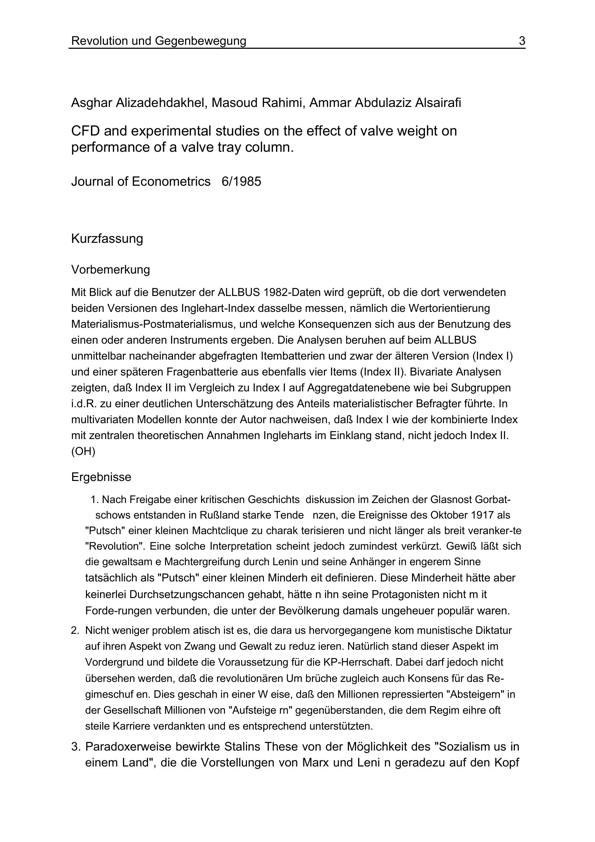 Revolution und Gegenbewegung 3
Asghar Alizadehdakhel, Masoud Rahimi, Ammar Abdulaziz Alsairafi
CFD and experimental studies on the effect of valve weight on
performance of a valve tray column.
Journal of Econometrics 6/1985
Kurzfassung
Vorbemerkung
Mit Blick auf die Benutzer der ALLBUS 1982-Daten wird geprüft, ob die dort verwendeten
beiden Versionen des Inglehart-Index dasselbe messen, nämlich die Wertorientierung
Materialismus-Postmaterialismus, und welche Konsequenzen sich aus der Benutzung des
einen oder anderen Instruments ergeben. Die Analysen beruhen auf beim ALLBUS
unmittelbar nacheinander abgefragten Itembatterien und zwar der älteren Version (Index I)
und einer späteren Fragenbatterie aus ebenfalls vier Items (Index II). Bivariate Analysen
zeigten, daß Index II im Vergleich zu Index I auf Aggregatdatenebene wie bei Subgruppen
i.d.R. zu einer deutlichen Unterschätzung des Anteils materialistischer Befragter führte. In
multivariaten Modellen konnte der Autor nachweisen, daß Index I wie der kombinierte Index
mit zentralen theoretischen Annahmen Ingleharts im Einklang stand, nicht jedoch Index II.
(OH)
Ergebnisse
1. Nach Freigabe einer kritischen Geschichts diskussion im Zeichen der Glasnost Gorbat-
schows entstanden in Rußland starke Tende nzen, die Ereignisse des Oktober 1917 als
"Putsch" einer kleinen Machtclique zu charak terisieren und nicht länger als breit veranker-te
"Revolution". Eine solche Interpretation scheint jedoch zumindest verkürzt. Gewiß läßt sich
die gewaltsam e Machtergreifung durch Lenin und seine Anhänger in engerem Sinne
tatsächlich als "Putsch" einer kleinen Minderh eit definieren. Diese Minderheit hätte aber
keinerlei Durchsetzungschancen gehabt, hätte n ihn seine Protagonisten nicht m it
Forde-rungen verbunden, die unter der Bevölkerung damals ungeheuer populär waren.
2. Nicht weniger problem atisch ist es, die dara us hervorgegangene kom munistische Diktatur
auf ihren Aspekt von Zwang und Gewalt zu reduz ieren. Natürlich stand dieser Aspekt im
Vordergrund und bildete die Voraussetzung für die KP-Herrschaft. Dabei darf jedoch nicht
übersehen werden, daß die revolutionären Um brüche zugleich auch Konsens für das Re-
gimeschuf en. Dies geschah in einer W eise, daß den Millionen repressierten "Absteigern" in
der Gesellschaft Millionen von "Aufsteige rn" gegenüberstanden, die dem Regim eihre oft
steile Karriere verdankten und es entsprechend unterstützten.
3. Paradoxerweise bewirkte Stalins These von der Möglichkeit des "Sozialism us in
einem Land", die die Vorstellungen von Marx und Leni n geradezu auf den Kopf